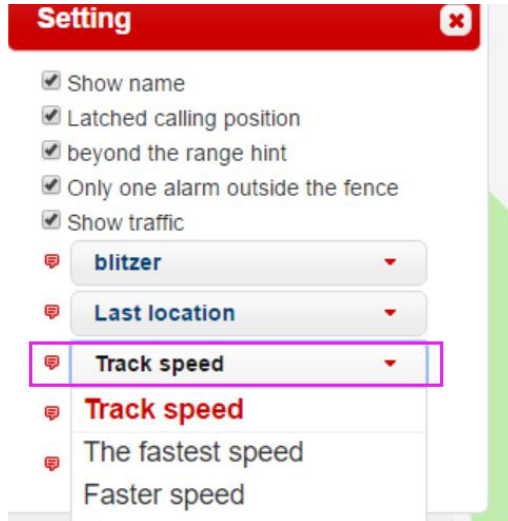 Setting
Show name
Latched calling position
beyond the range hint
Only one alarm outside the fence
Show traffic
blitzer
Last location
Track speed
Track speed
The fastest speed
Faster speed